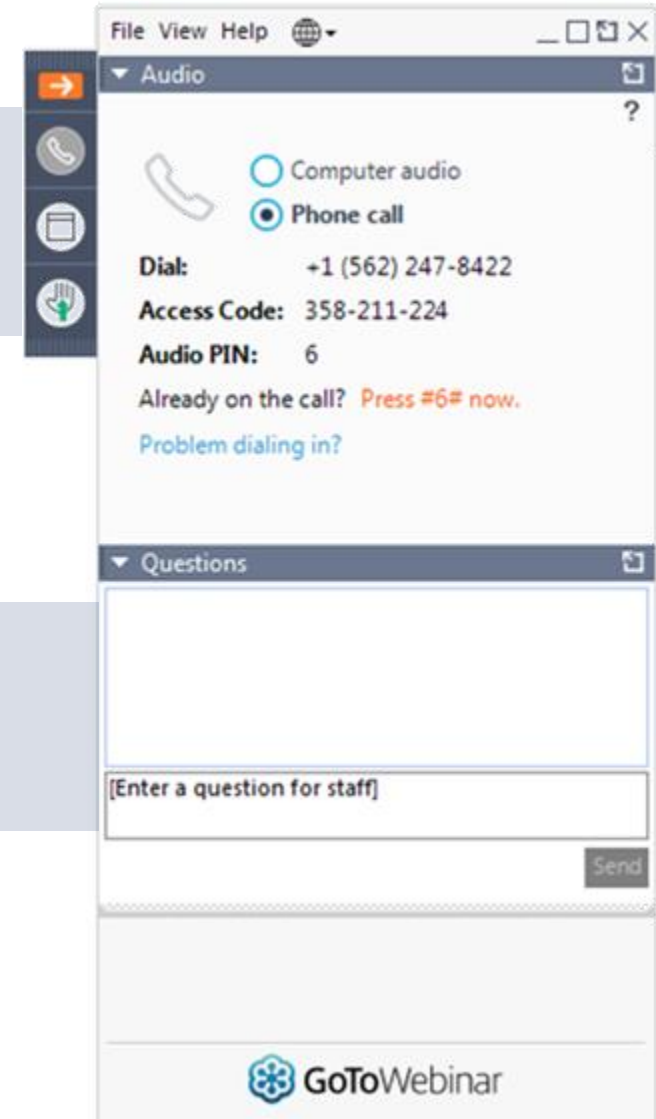 File View Help
Audio
?
Computer audio
Phone call
Dial: +1 (562) 247-8422
Access Code: 358-211-224
Audio PIN: 6
Already on the call? Press #6# now.
Problem dialing in?
Questions
[Enter a question for staff]
Send
GoToWebinar